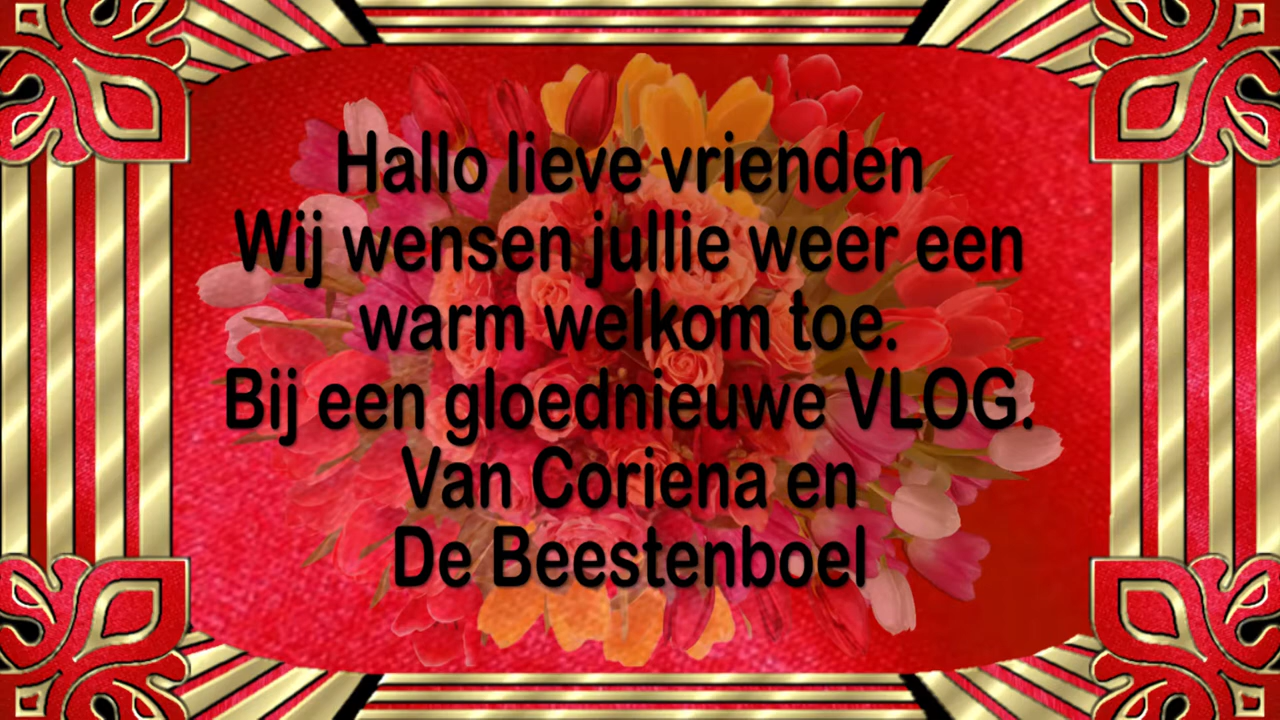 Hallo lieve vrienden
Wij wensen jullie weer een
warm welkom toe.
Bij een gloednieuwe VLOG.
Van Coriena en
De Beestenboel